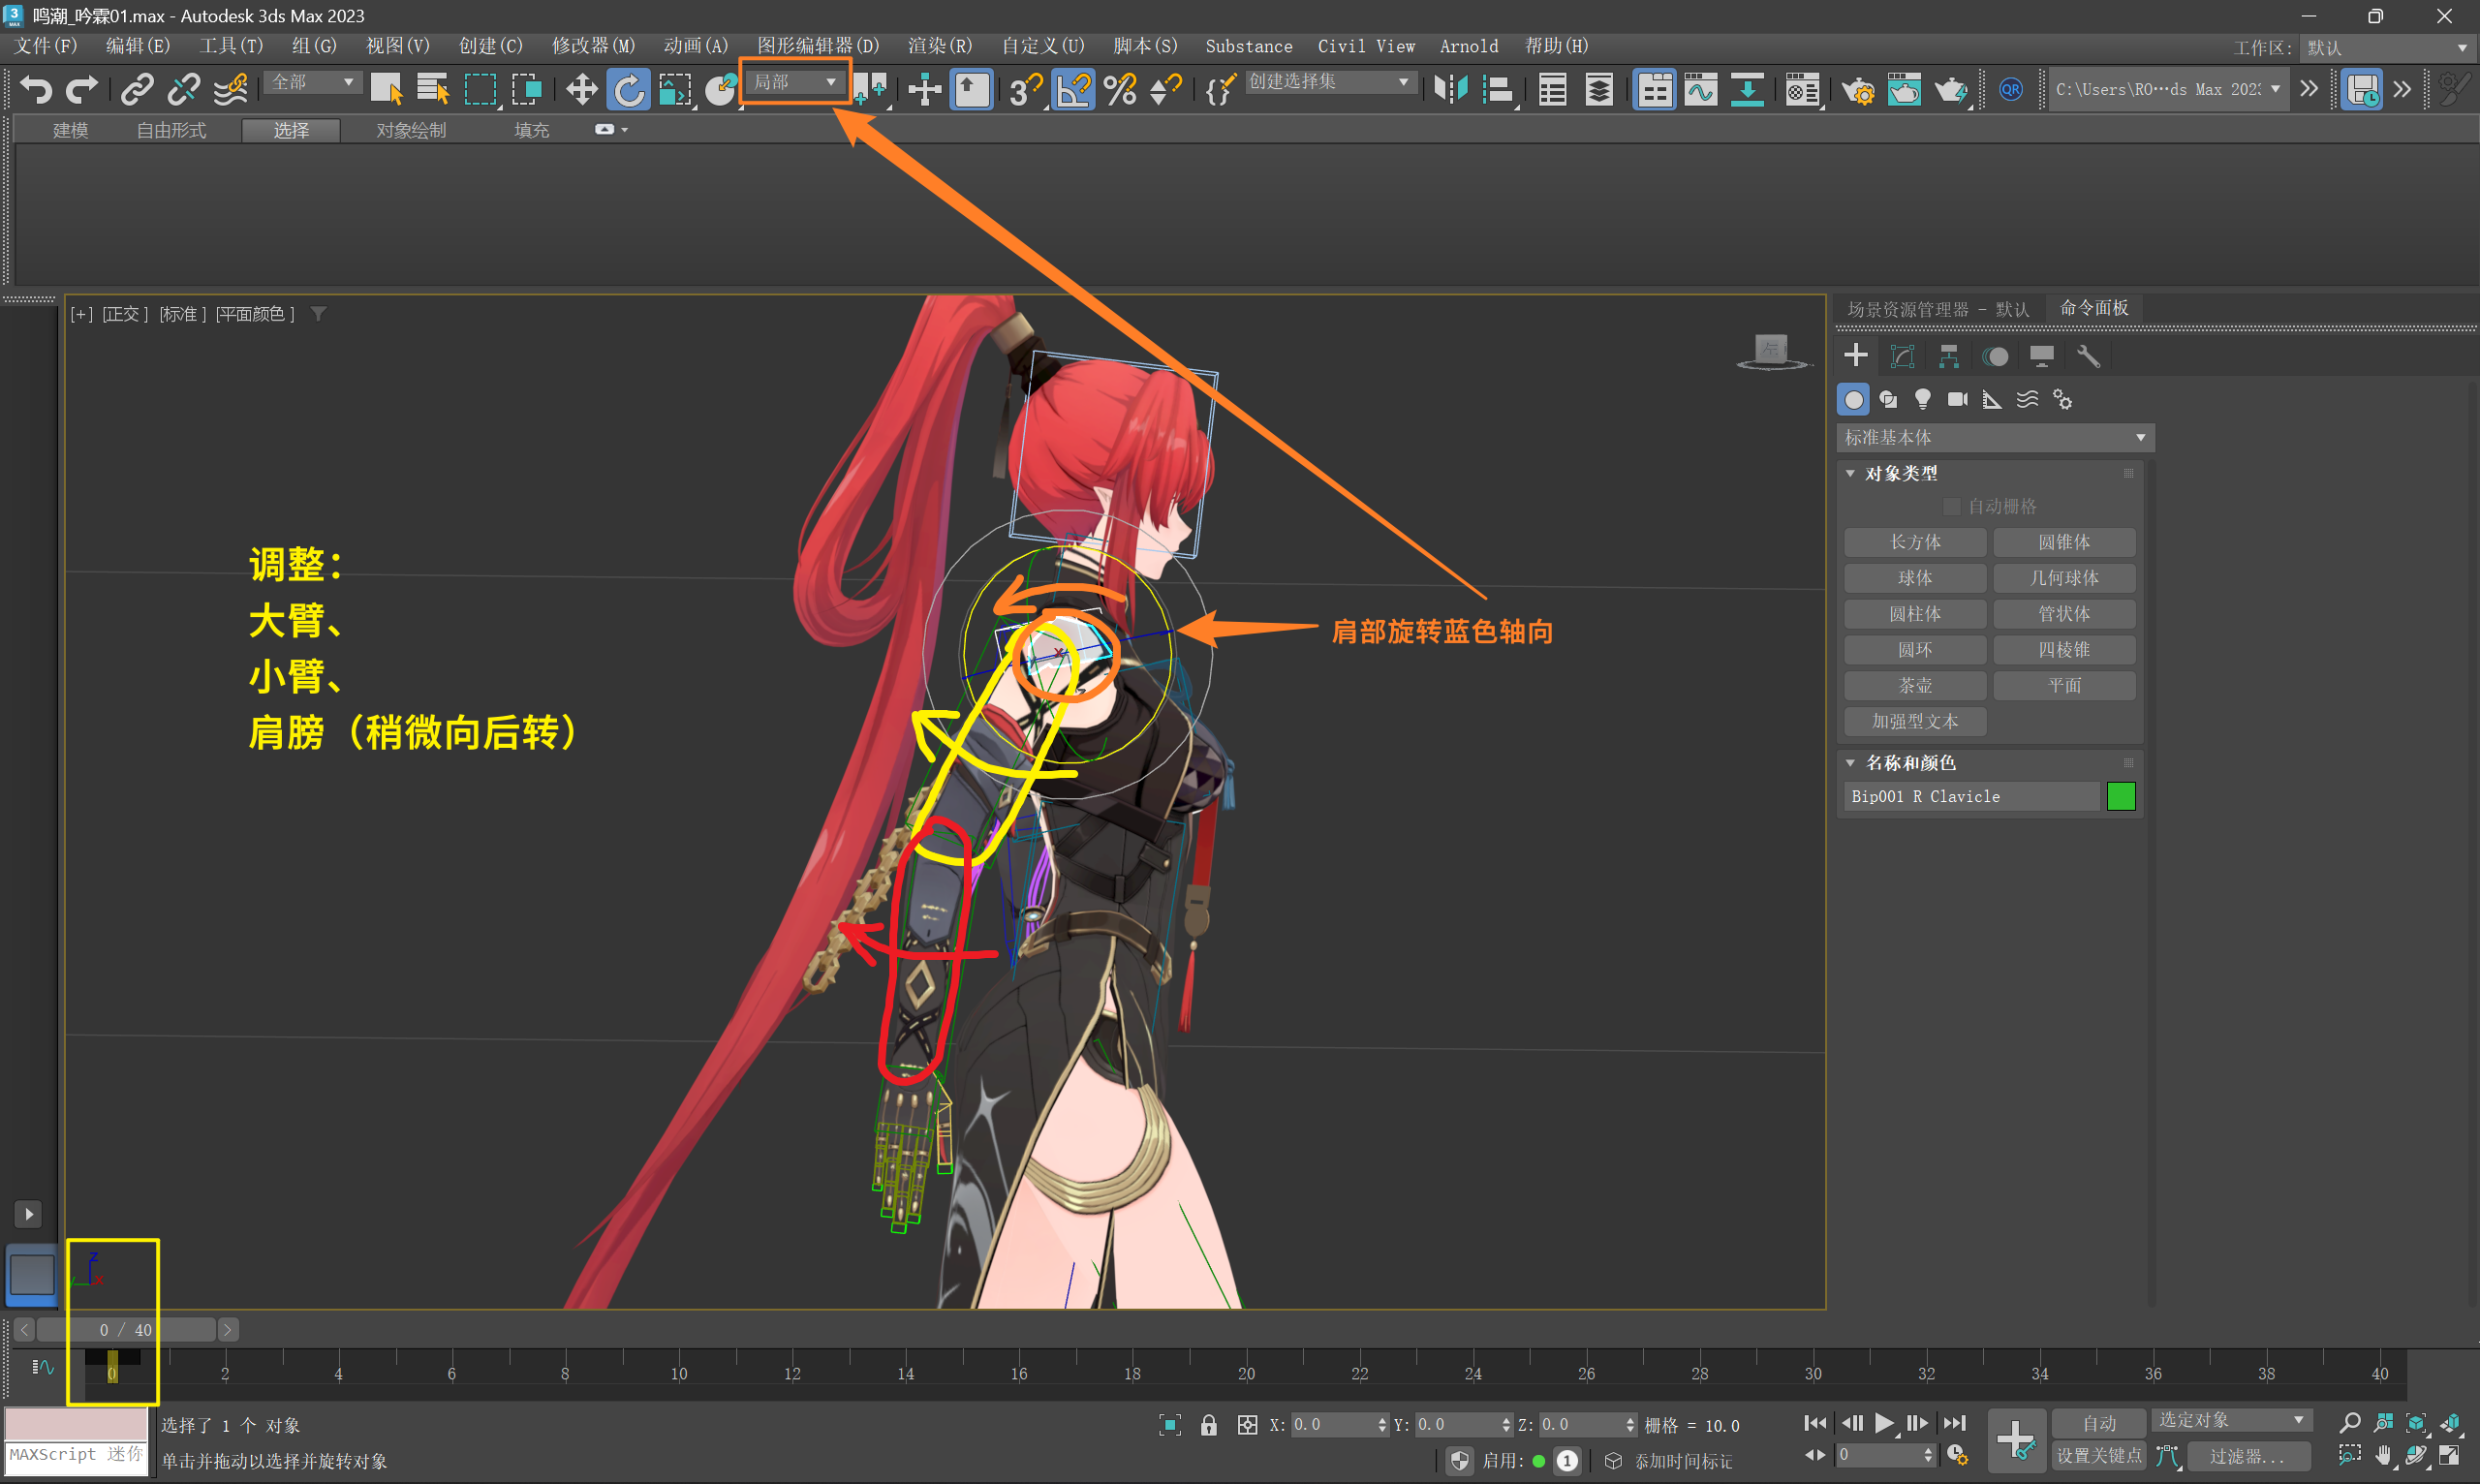 鸣潮_吟霖01.max - Autodesk 3ds Max 2023
文件(F) 编辑(E) 工具(T) 组(G) 视图(V) 创建(C) 修改器(M) 动画(A) 图形编辑器(D) 渲染(R) 自定义(U) 脚本(S) Substance Civil View Arnold 帮助(H)
工作区: 默认
全部
局部
创建选择集
C:\Users\RO…ds Max 202
建模 自由形式 选择 对象绘制 填充
[+] [正交] [标准] [平面颜色]
场景资源管理器 - 默认 命令面板
标准基本体
对象类型
自动栅格
长方体 圆锥体
球体 几何球体
圆柱体 管状体
圆环 四棱锥
茶壶 平面
加强型文本
名称和颜色
Bip001 R Clavicle
调整：
大臂、
小臂、
肩膀（稍微向后转）
肩部旋转蓝色轴向
0 / 40
0 2 4 6 8 10 12 14 16 18 20 22 24 26 28 30 32 34 36 38 40
选择了 1 个 对象
X: 0.0 Y: 0.0 Z: 0.0 栅格 = 10.0
自动 选定对象
MAXScript 迷你
单击并拖动以选择并旋转对象
启用: 1 添加时间标记
0
设置关键点 过滤器...